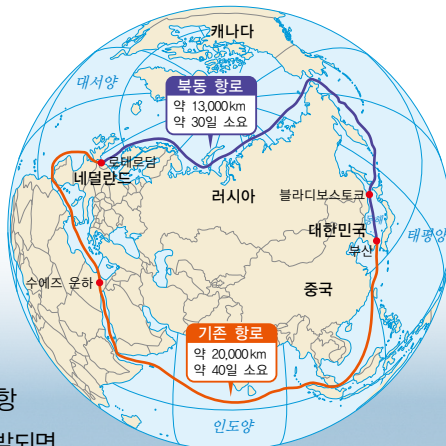 캐나다
대서양
북동 항로
약 13,000km
약 30일 소요
로테르담
네덜란드
러시아
블라디보스토크
동해
대한민국
태평양
부산
수에즈 운하
중국
기존 항로
약 20,000km
약 40일 소요
항
인도양
발되면